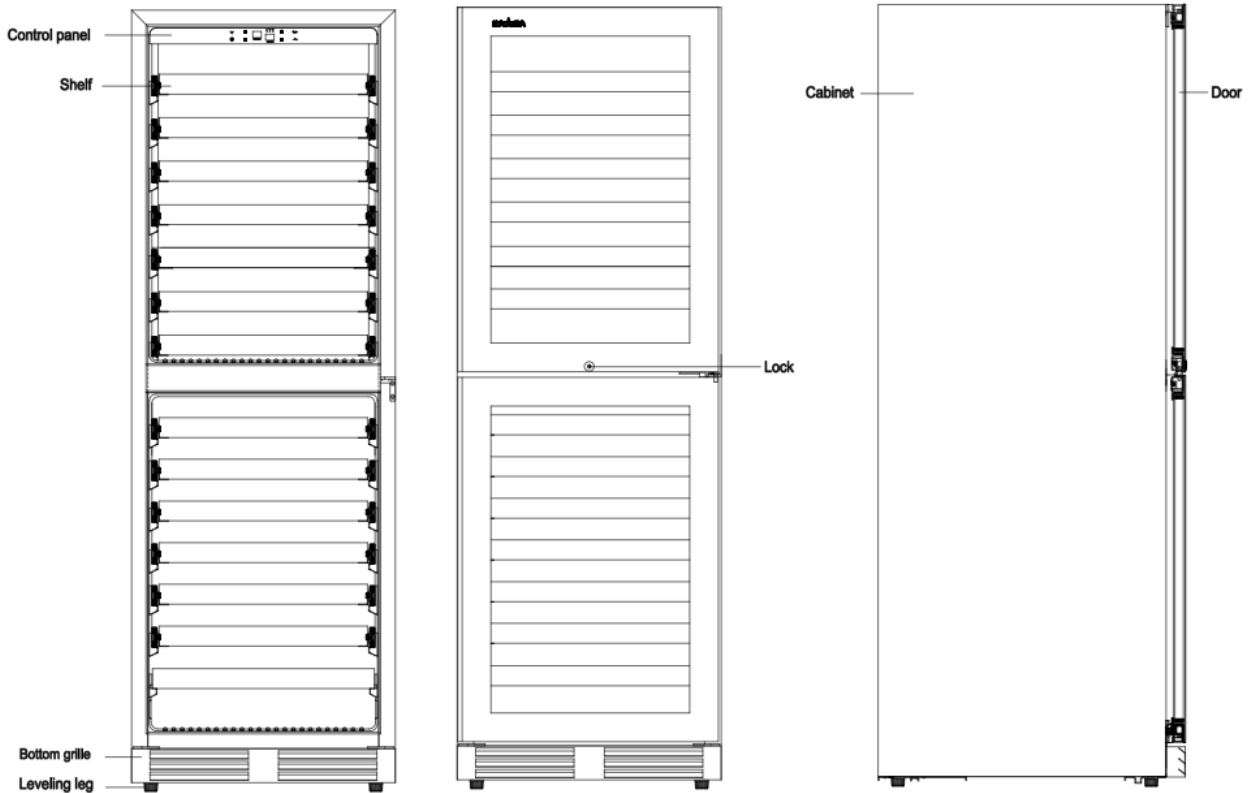 Control panel
Shelf
Cabinet
Door
Lock
Bottom grille
Leveling leg